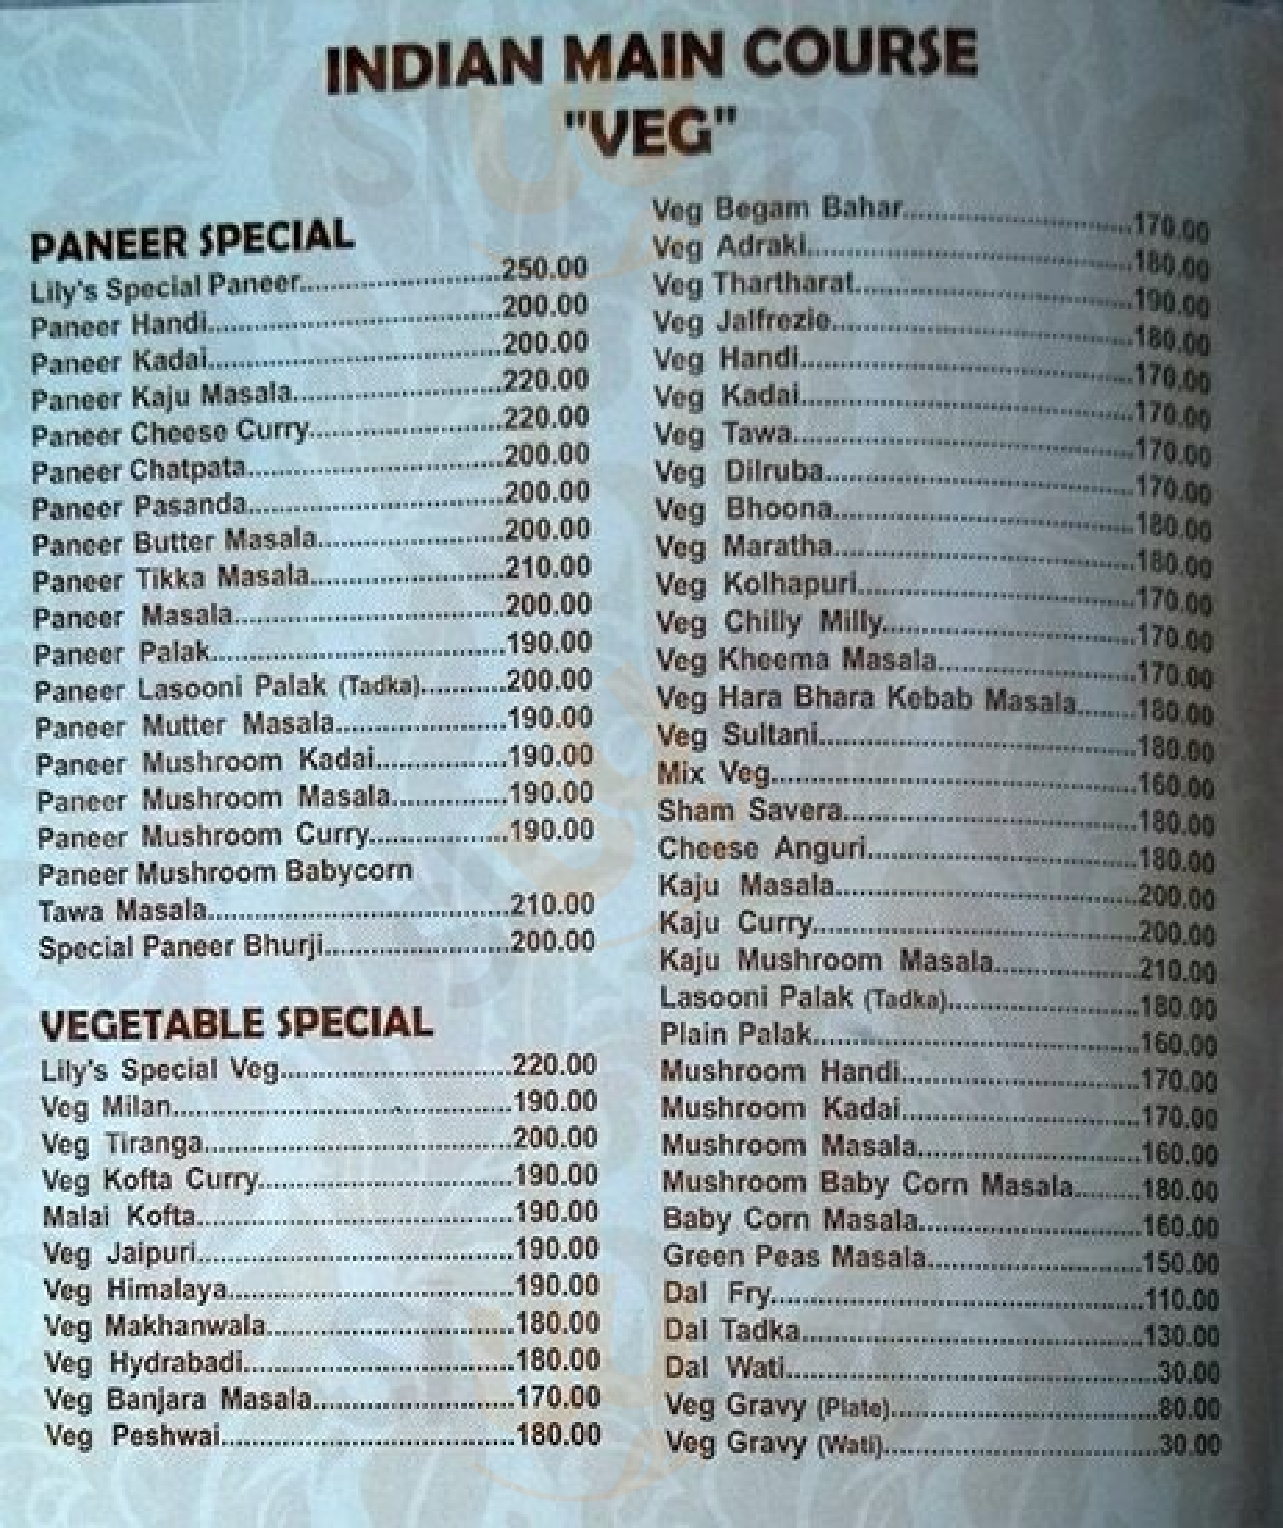 INDIAN MAIN COURSE
"VEG"
PANEER SPECIAL
Lily's Special Paneer..........250.00
Paneer Handi..........200.00
Paneer Kadai..........200.00
Paneer Kaju Masala..........220.00
Paneer Cheese Curry..........220.00
Paneer Chatpata..........200.00
Paneer Pasanda..........200.00
Paneer Butter Masala..........200.00
Paneer Tikka Masala..........210.00
Paneer Masala..........200.00
Paneer Palak..........190.00
Paneer Lasooni Palak (Tadka)..........200.00
Paneer Mutter Masala..........190.00
Paneer Mushroom Kadai..........190.00
Paneer Mushroom Masala..........190.00
Paneer Mushroom Curry..........190.00
Paneer Mushroom Babycorn
Tawa Masala..........210.00
Special Paneer Bhurji..........200.00
VEGETABLE SPECIAL
Lily's Special Veg..........220.00
Veg Milan..........190.00
Veg Tiranga..........200.00
Veg Kofta Curry..........190.00
Malai Kofta..........190.00
Veg Jaipuri..........190.00
Veg Himalaya..........190.00
Veg Makhanwala..........180.00
Veg Hydrabadi..........180.00
Veg Banjara Masala..........170.00
Veg Peshwai..........180.00
Veg Begam Bahar..........170.00
Veg Adraki..........180.00
Veg Thartharat..........190.00
Veg Jalfrezie..........180.00
Veg Handi..........170.00
Veg Kadai..........170.00
Veg Tawa..........170.00
Veg Dilruba..........170.00
Veg Bhoona..........180.00
Veg Maratha..........180.00
Veg Kolhapuri..........170.00
Veg Chilly Milly..........170.00
Veg Kheema Masala..........170.00
Veg Hara Bhara Kebab Masala..........180.00
Veg Sultani..........180.00
Mix Veg..........160.00
Sham Savera..........180.00
Cheese Anguri..........180.00
Kaju Masala..........200.00
Kaju Curry..........200.00
Kaju Mushroom Masala..........210.00
Lasooni Palak (Tadka)..........180.00
Plain Palak..........160.00
Mushroom Handi..........170.00
Mushroom Kadai..........170.00
Mushroom Masala..........160.00
Mushroom Baby Corn Masala..........180.00
Baby Corn Masala..........160.00
Green Peas Masala..........150.00
Dal Fry..........110.00
Dal Tadka..........130.00
Dal Wati..........30.00
Veg Gravy (Plate)..........80.00
Veg Gravy (Wati)..........30.00